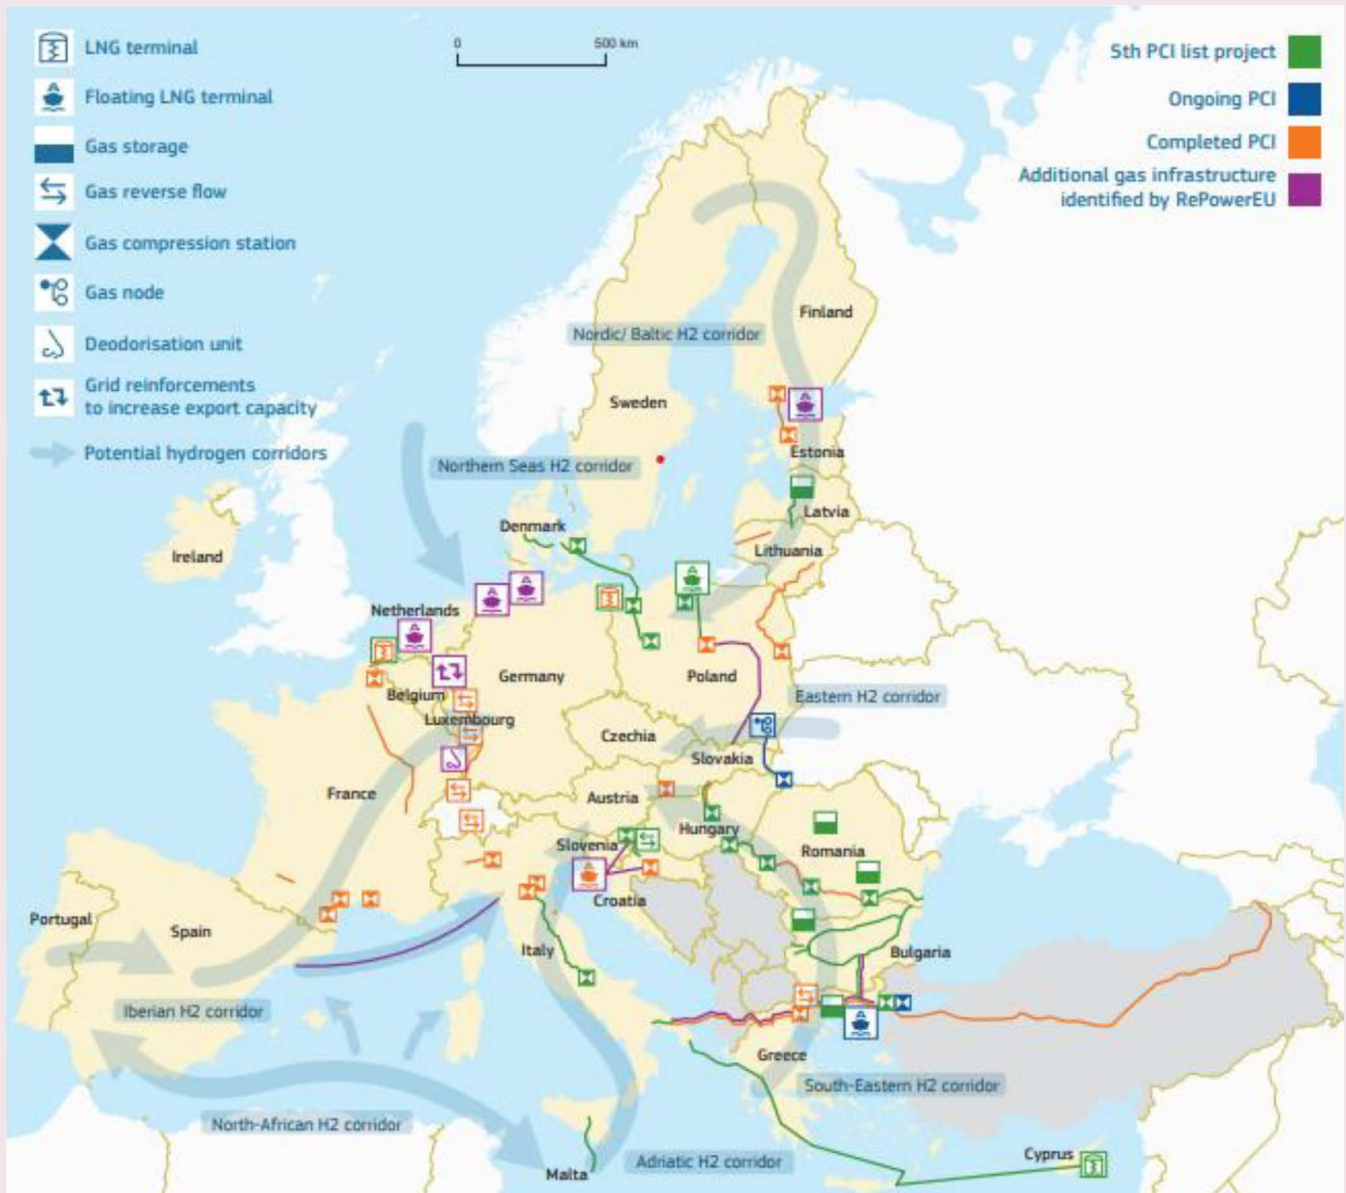 LNG terminal
Floating LNG terminal
Gas storage
Gas reverse flow
Gas compression station
Gas node
Deodorisation unit
Grid reinforcements
to increase export capacity
Potential hydrogen corridors
0 500 km
5th PCI list project
Ongoing PCI
Completed PCI
Additional gas infrastructure
identified by RePowerEU
Finland
Nordic/ Baltic H2 corridor
Sweden
Estonia
Northern Seas H2 corridor
Latvia
Denmark
Lithuania
Ireland
Netherlands
Germany
Poland
Belgium
Eastern H2 corridor
Luxembourg
Czechia
Slovakia
France
Austria
Hungary
Slovenia
Romania
Croatia
Portugal
Spain
Italy
Bulgaria
Iberian H2 corridor
Greece
South-Eastern H2 corridor
North-African H2 corridor
Cyprus
Adriatic H2 corridor
Malta